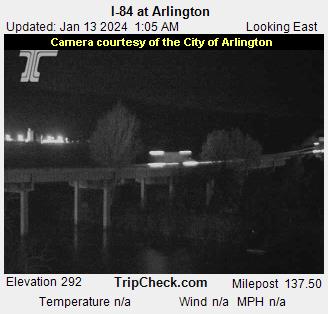 I-84 at Arlington
Updated: Jan 13 2024 1:05 AM Looking East
Camera courtesy of the City of Arlington
Elevation 292 TripCheck.com Milepost 137.50
Temperature n/a Wind n/a MPH n/a